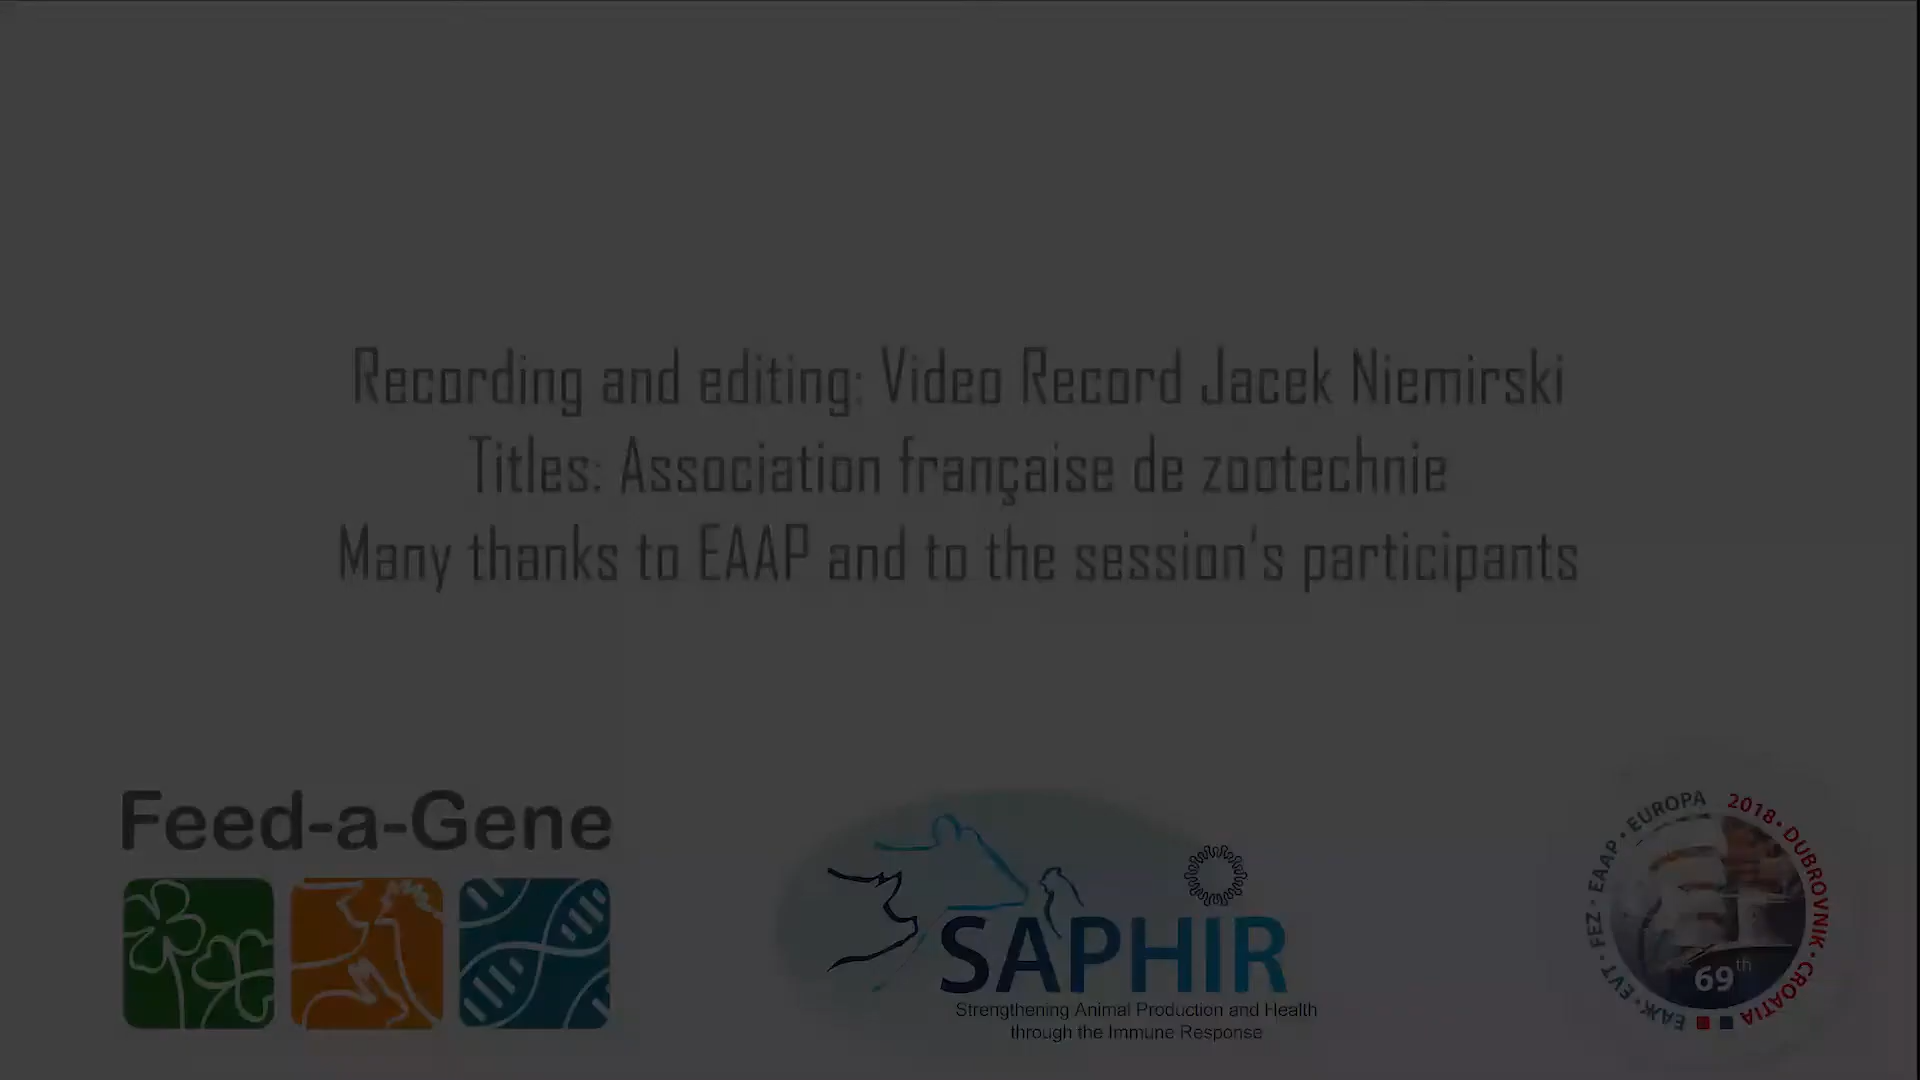 Recording and editing: Video Record Jacek Niemirski
Titles: Association française de zootechnie
Many thanks to EAAP and to the session's participants
Feed-a-Gene
SAPHIR
Strengthening Animal Production and Health
through the Immune Response
ЕАЖ • EVT • FEZ • EAAP • EUROPA 2018 • DUBROVNIK • CROATIA
69th